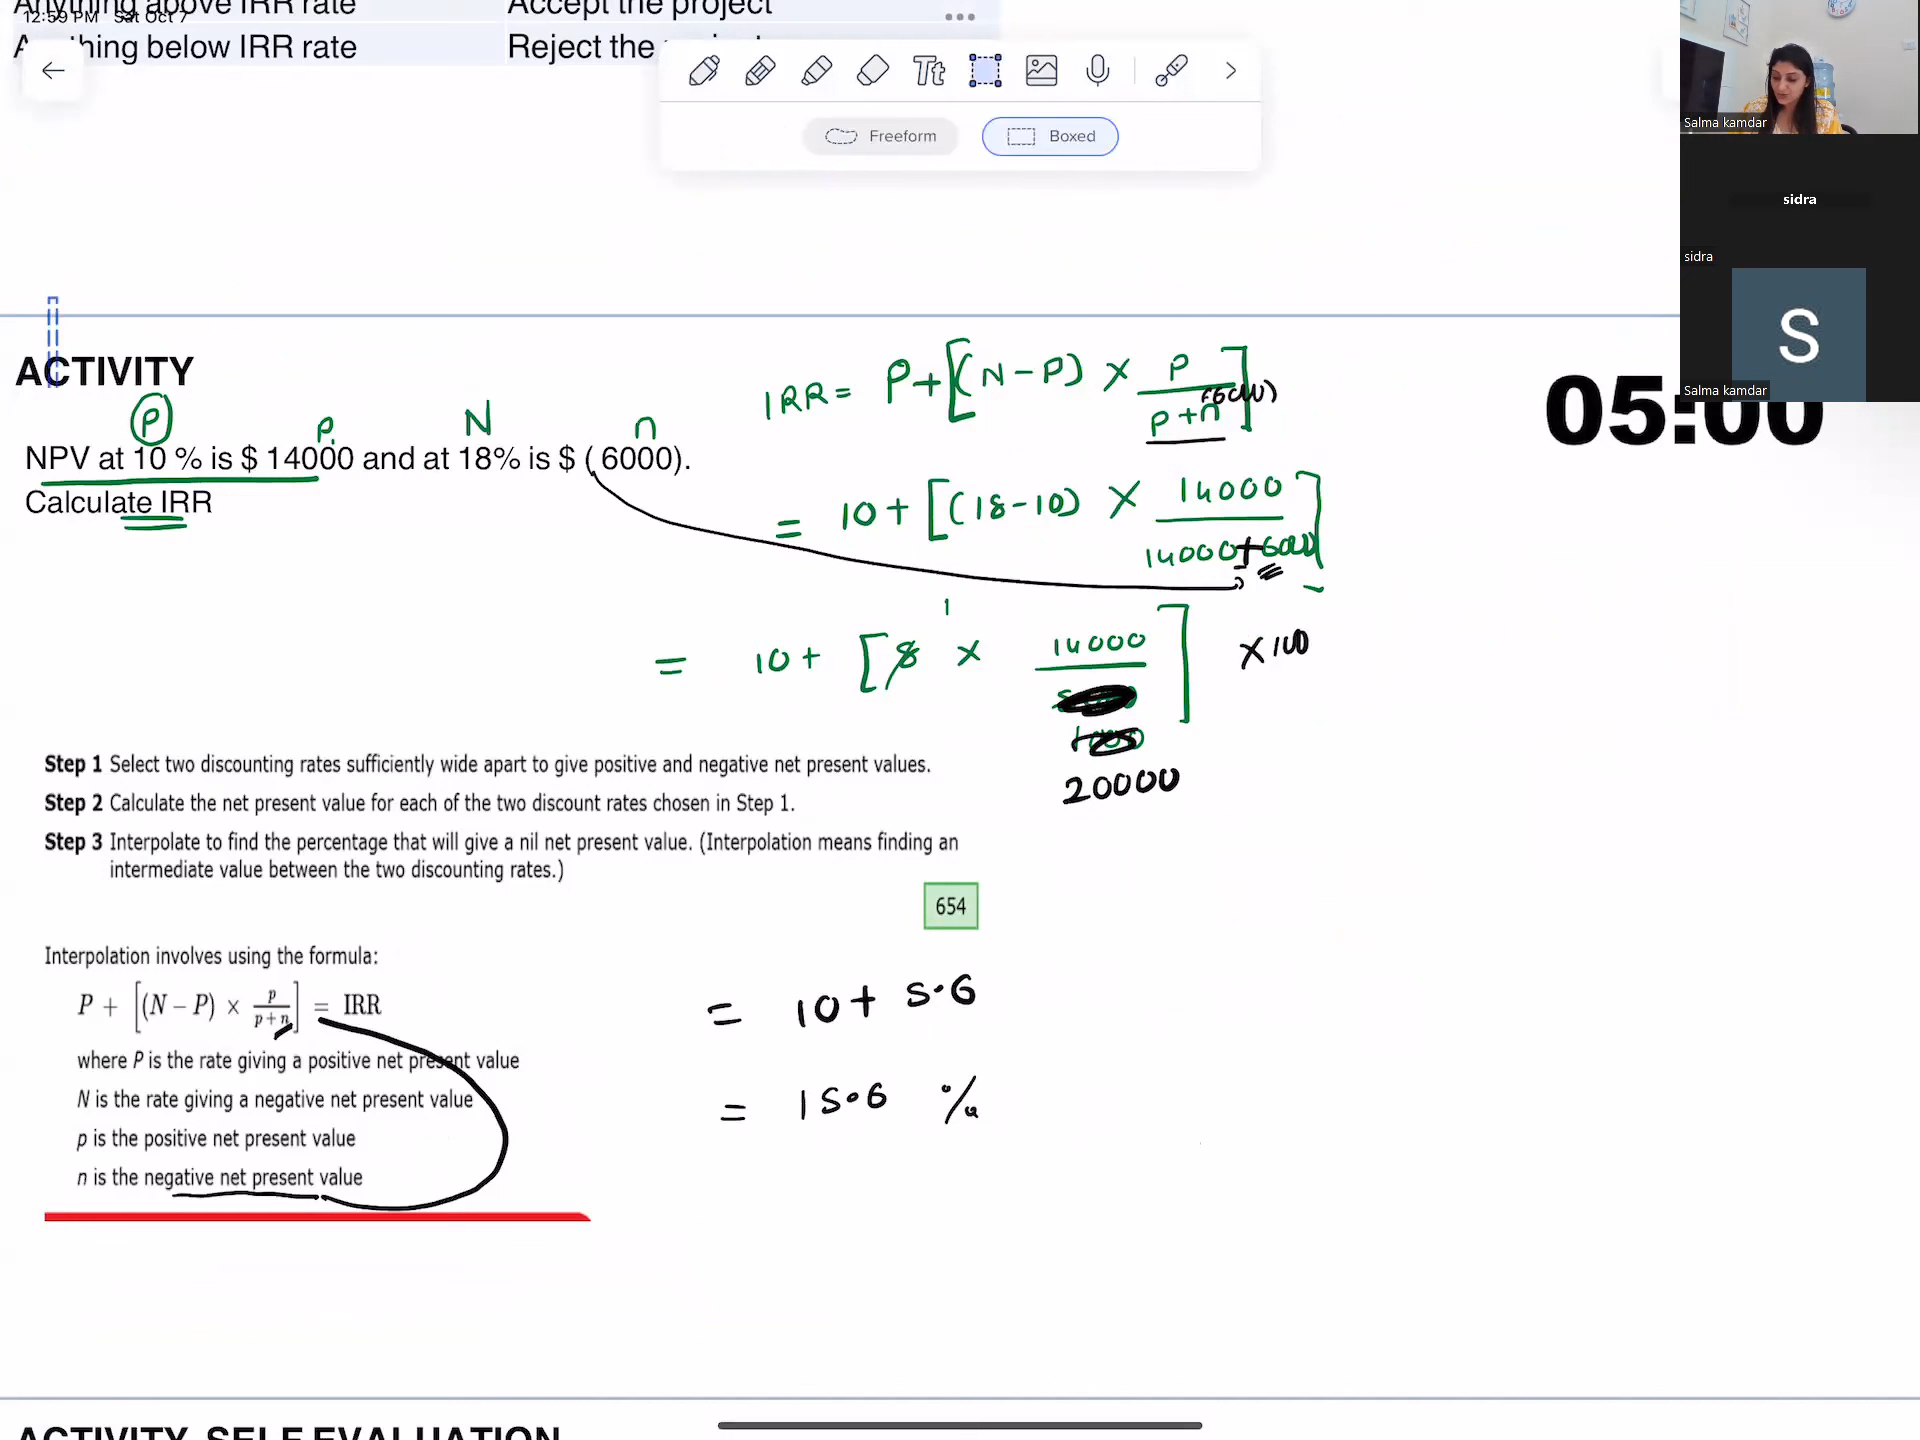 Anything above IRR rate Accept the project
12:59 PM Sat Oct 7
Anything below IRR rate Reject the
Tt
Freeform Boxed
Salma kamdar
sidra
sidra
S
Salma kamdar
05:00
ACTIVITY
P p N n
NPV at 10 % is $ 14000 and at 18% is $ ( 6000).
Calculate IRR
IRR = P + [(N - P) × p / p + n]
= 10 + [(18 - 10) × 14000 / 14000 + 6000]
1
= 10 + [8 × 14000 / 20000] × 100
Step 1 Select two discounting rates sufficiently wide apart to give positive and negative net present values.
Step 2 Calculate the net present value for each of the two discount rates chosen in Step 1.
Step 3 Interpolate to find the percentage that will give a nil net present value. (Interpolation means finding an
intermediate value between the two discounting rates.)
654
Interpolation involves using the formula:
P + [(N – P) × p / p + n] = IRR
where P is the rate giving a positive net present value
N is the rate giving a negative net present value
p is the positive net present value
n is the negative net present value
= 10 + 5.6
= 15.6 %
ACTIVITY SELF EVALUATION